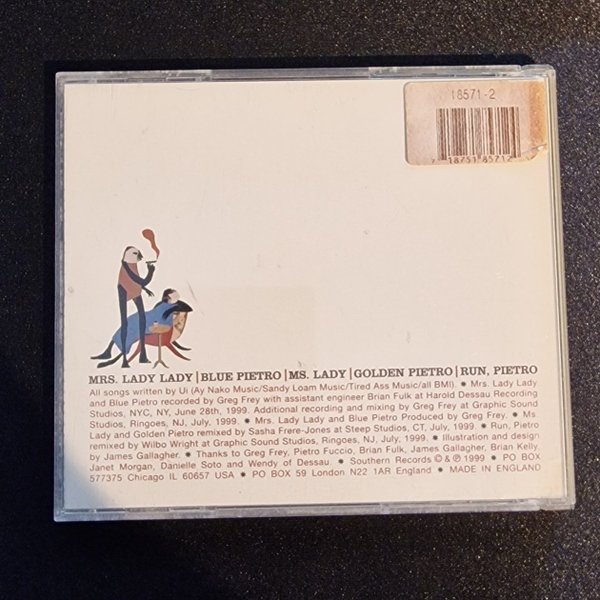 18571-2
7 18751 85712
MRS. LADY LADY | BLUE PIETRO | MS. LADY | GOLDEN PIETRO | RUN, PIETRO
All songs written by Ui (Ay Nako Music/Sandy Loam Music/Tired Ass Music/all BMI). • Mrs. Lady Lady
and Blue Pietro recorded by Greg Frey with assistant engineer Brian Fulk at Harold Dessau Recording
Studios, NYC, NY, June 28th, 1999. Additional recording and mixing by Greg Frey at Graphic Sound
Studios, Ringoes, NJ, July, 1999. • Mrs. Lady Lady and Blue Pietro Produced by Greg Frey. • Ms.
Lady and Golden Pietro remixed by Sasha Frere-Jones at Steep Studios, CT, July, 1999. • Run, Pietro
remixed by Wilbo Wright at Graphic Sound Studios, Ringoes, NJ, July, 1999. • Illustration and design
by James Gallagher. • Thanks to Greg Frey, Pietro Fuccio, Brian Fulk, James Gallagher, Brian Kelly,
Janet Morgan, Danielle Soto and Wendy of Dessau. • Southern Records © & ℗ 1999 • PO BOX
577375 Chicago IL 60657 USA • PO BOX 59 London N22 1AR England • MADE IN ENGLAND